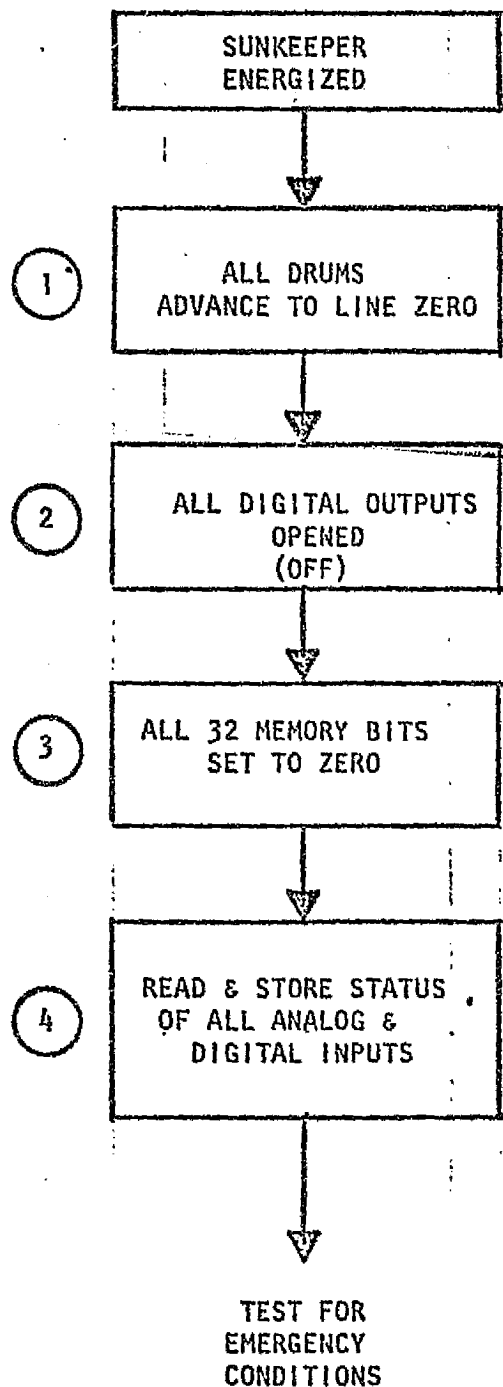 SUNKEEPER
ENERGIZED
1
ALL DRUMS
ADVANCE TO LINE ZERO
2
ALL DIGITAL OUTPUTS
OPENED
(OFF)
3
ALL 32 MEMORY BITS
SET TO ZERO
4
READ & STORE STATUS
OF ALL ANALOG &
DIGITAL INPUTS
TEST FOR
EMERGENCY
CONDITIONS